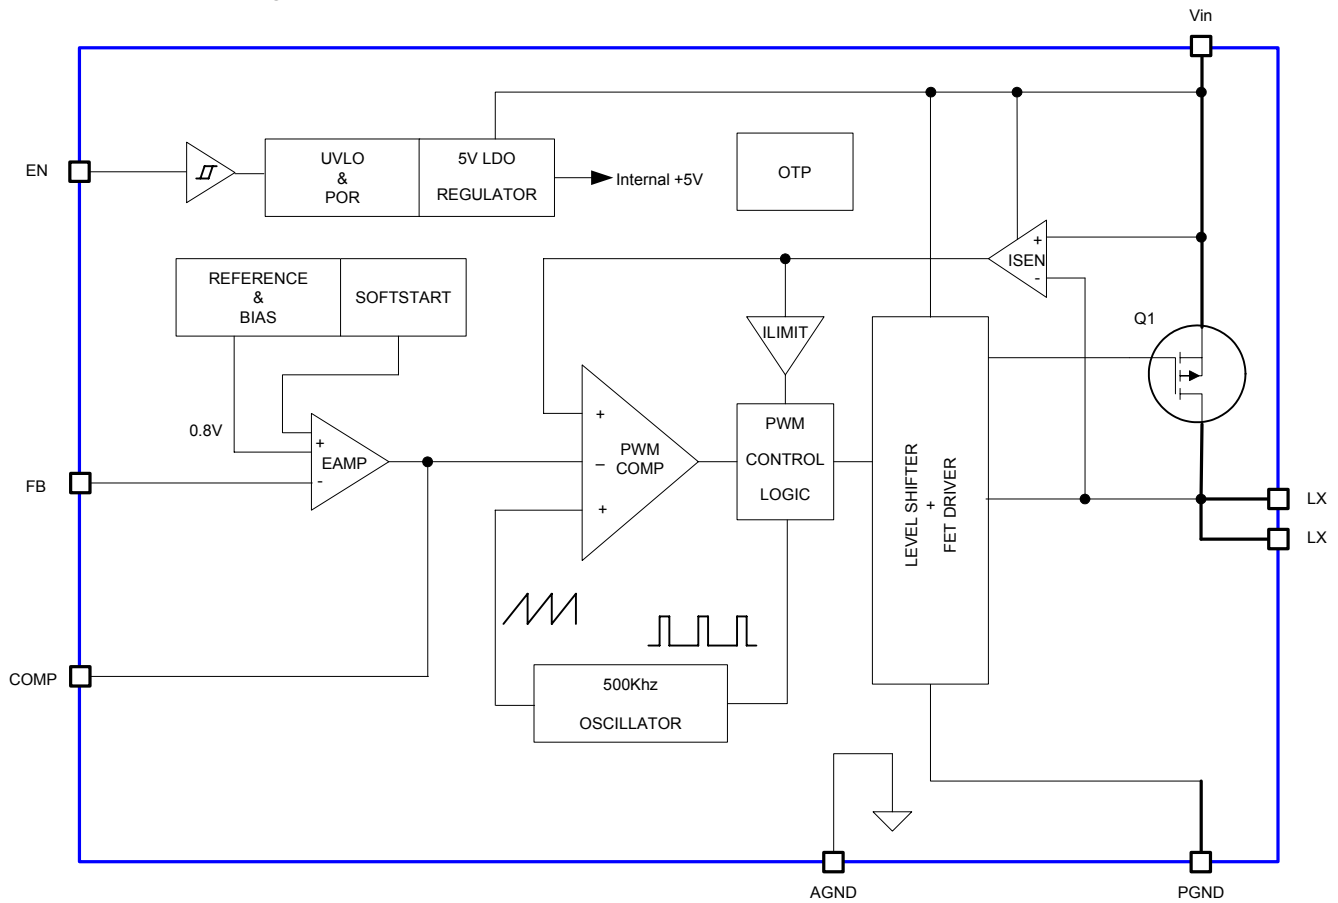 Vin
EN
UVLO
&
POR
5V LDO
REGULATOR
Internal +5V
OTP
+
ISEN
-
REFERENCE
&
BIAS
SOFTSTART
Q1
ILIMIT
0.8V
+
EAMP
-
FB
+
PWM
COMP
–
+
PWM
CONTROL
LOGIC
LEVEL SHIFTER
+
FET DRIVER
LX
LX
COMP
500Khz
OSCILLATOR
AGND
PGND